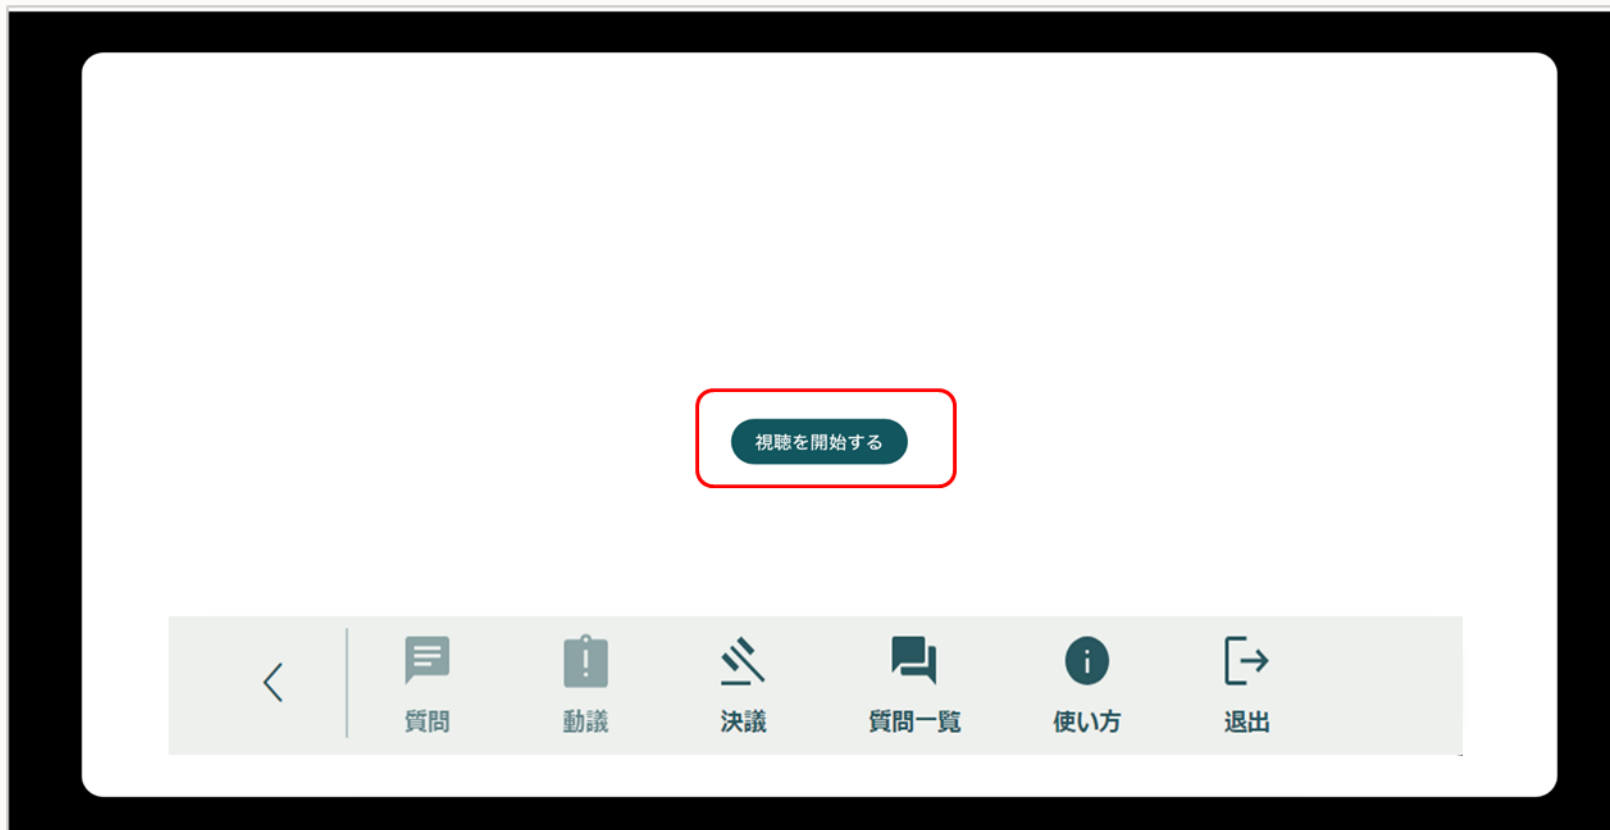 視聴を開始する
質問
動議
決議
質問一覧
使い方
退出